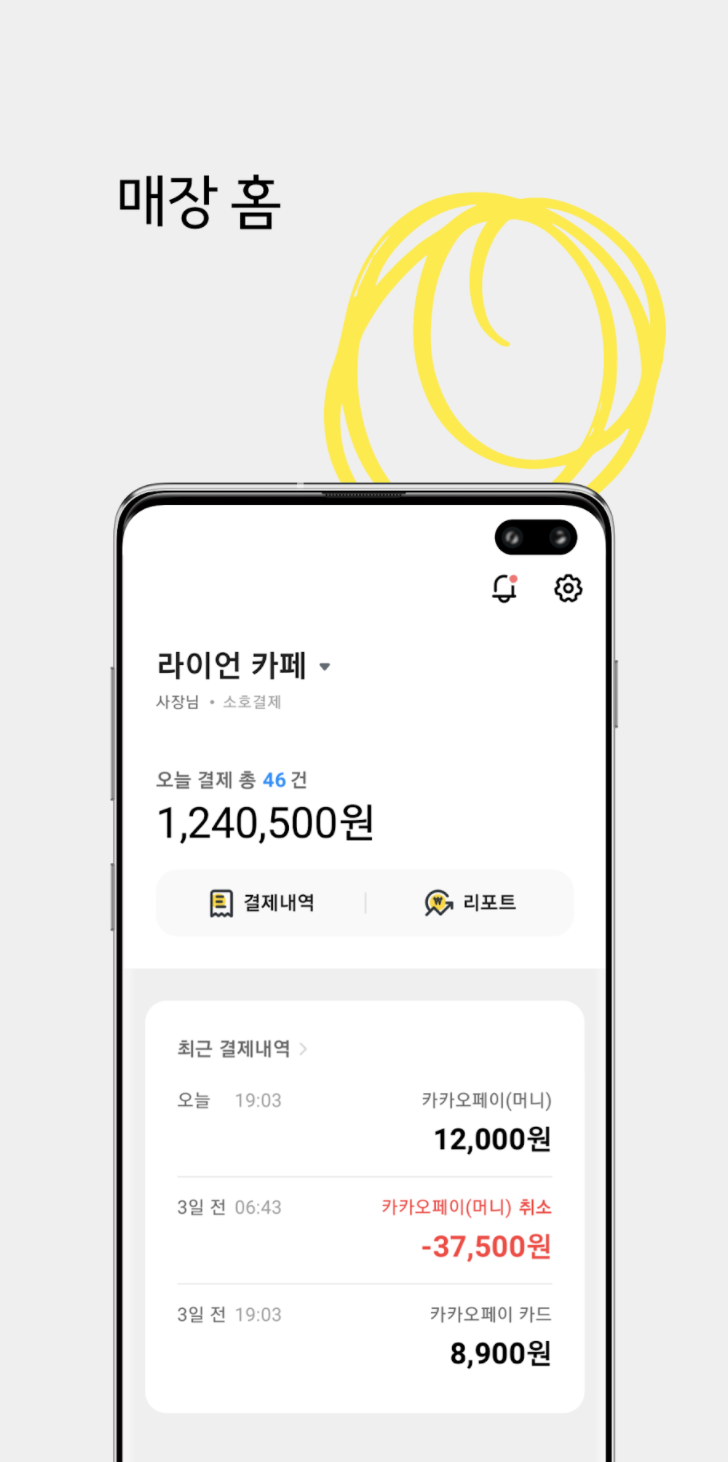 매장 홈
라이언 카페
사장님 • 소호결제
오늘 결제 총 46 건
1,240,500원
결제내역 리포트
최근 결제내역 >
오늘 19:03 카카오페이(머니)
12,000원
3일 전 06:43 카카오페이(머니) 취소
-37,500원
3일 전 19:03 카카오페이 카드
8,900원